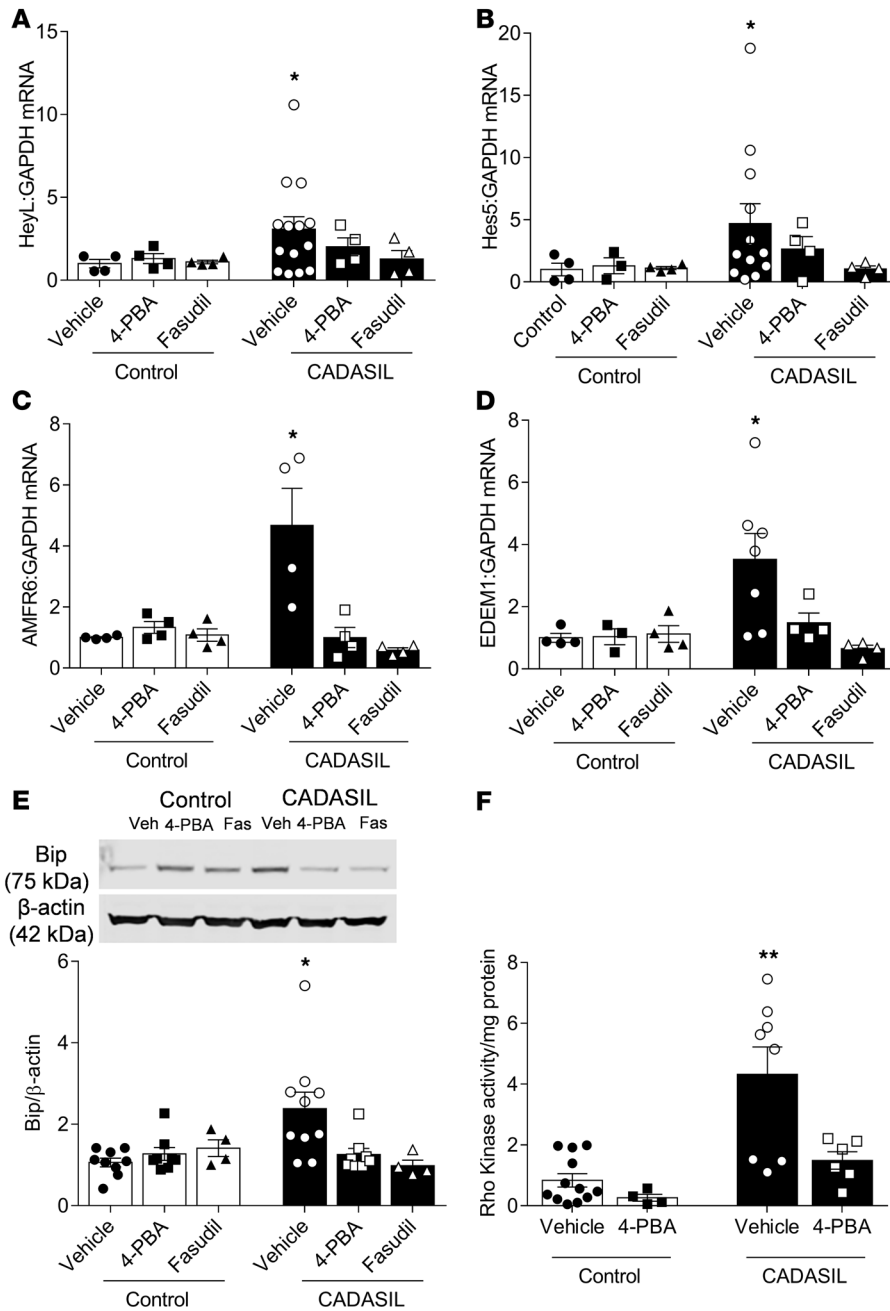 A
HeyL:GAPDH mRNA
15
10
5
0
*
Vehicle
4-PBA
Fasudil
Vehicle
4-PBA
Fasudil
Control
CADASIL
B
Hes5:GAPDH mRNA
20
15
10
5
0
*
Control
4-PBA
Fasudil
Vehicle
4-PBA
Fasudil
Control
CADASIL
C
AMFR6:GAPDH mRNA
8
6
4
2
0
*
Vehicle
4-PBA
Fasudil
Vehicle
4-PBA
Fasudil
Control
CADASIL
D
EDEM1:GAPDH mRNA
8
6
4
2
0
*
Vehicle
4-PBA
Fasudil
Vehicle
4-PBA
Fasudil
Control
CADASIL
E
Control CADASIL
Veh 4-PBA Fas Veh 4-PBA Fas
Bip
(75 kDa)
β-actin
(42 kDa)
Bip/β-actin
6
4
2
0
*
Vehicle
4-PBA
Fasudil
Vehicle
4-PBA
Fasudil
Control
CADASIL
F
Rho Kinase activity/mg protein
8
6
4
2
0
**
Vehicle 4-PBA Vehicle 4-PBA
Control CADASIL